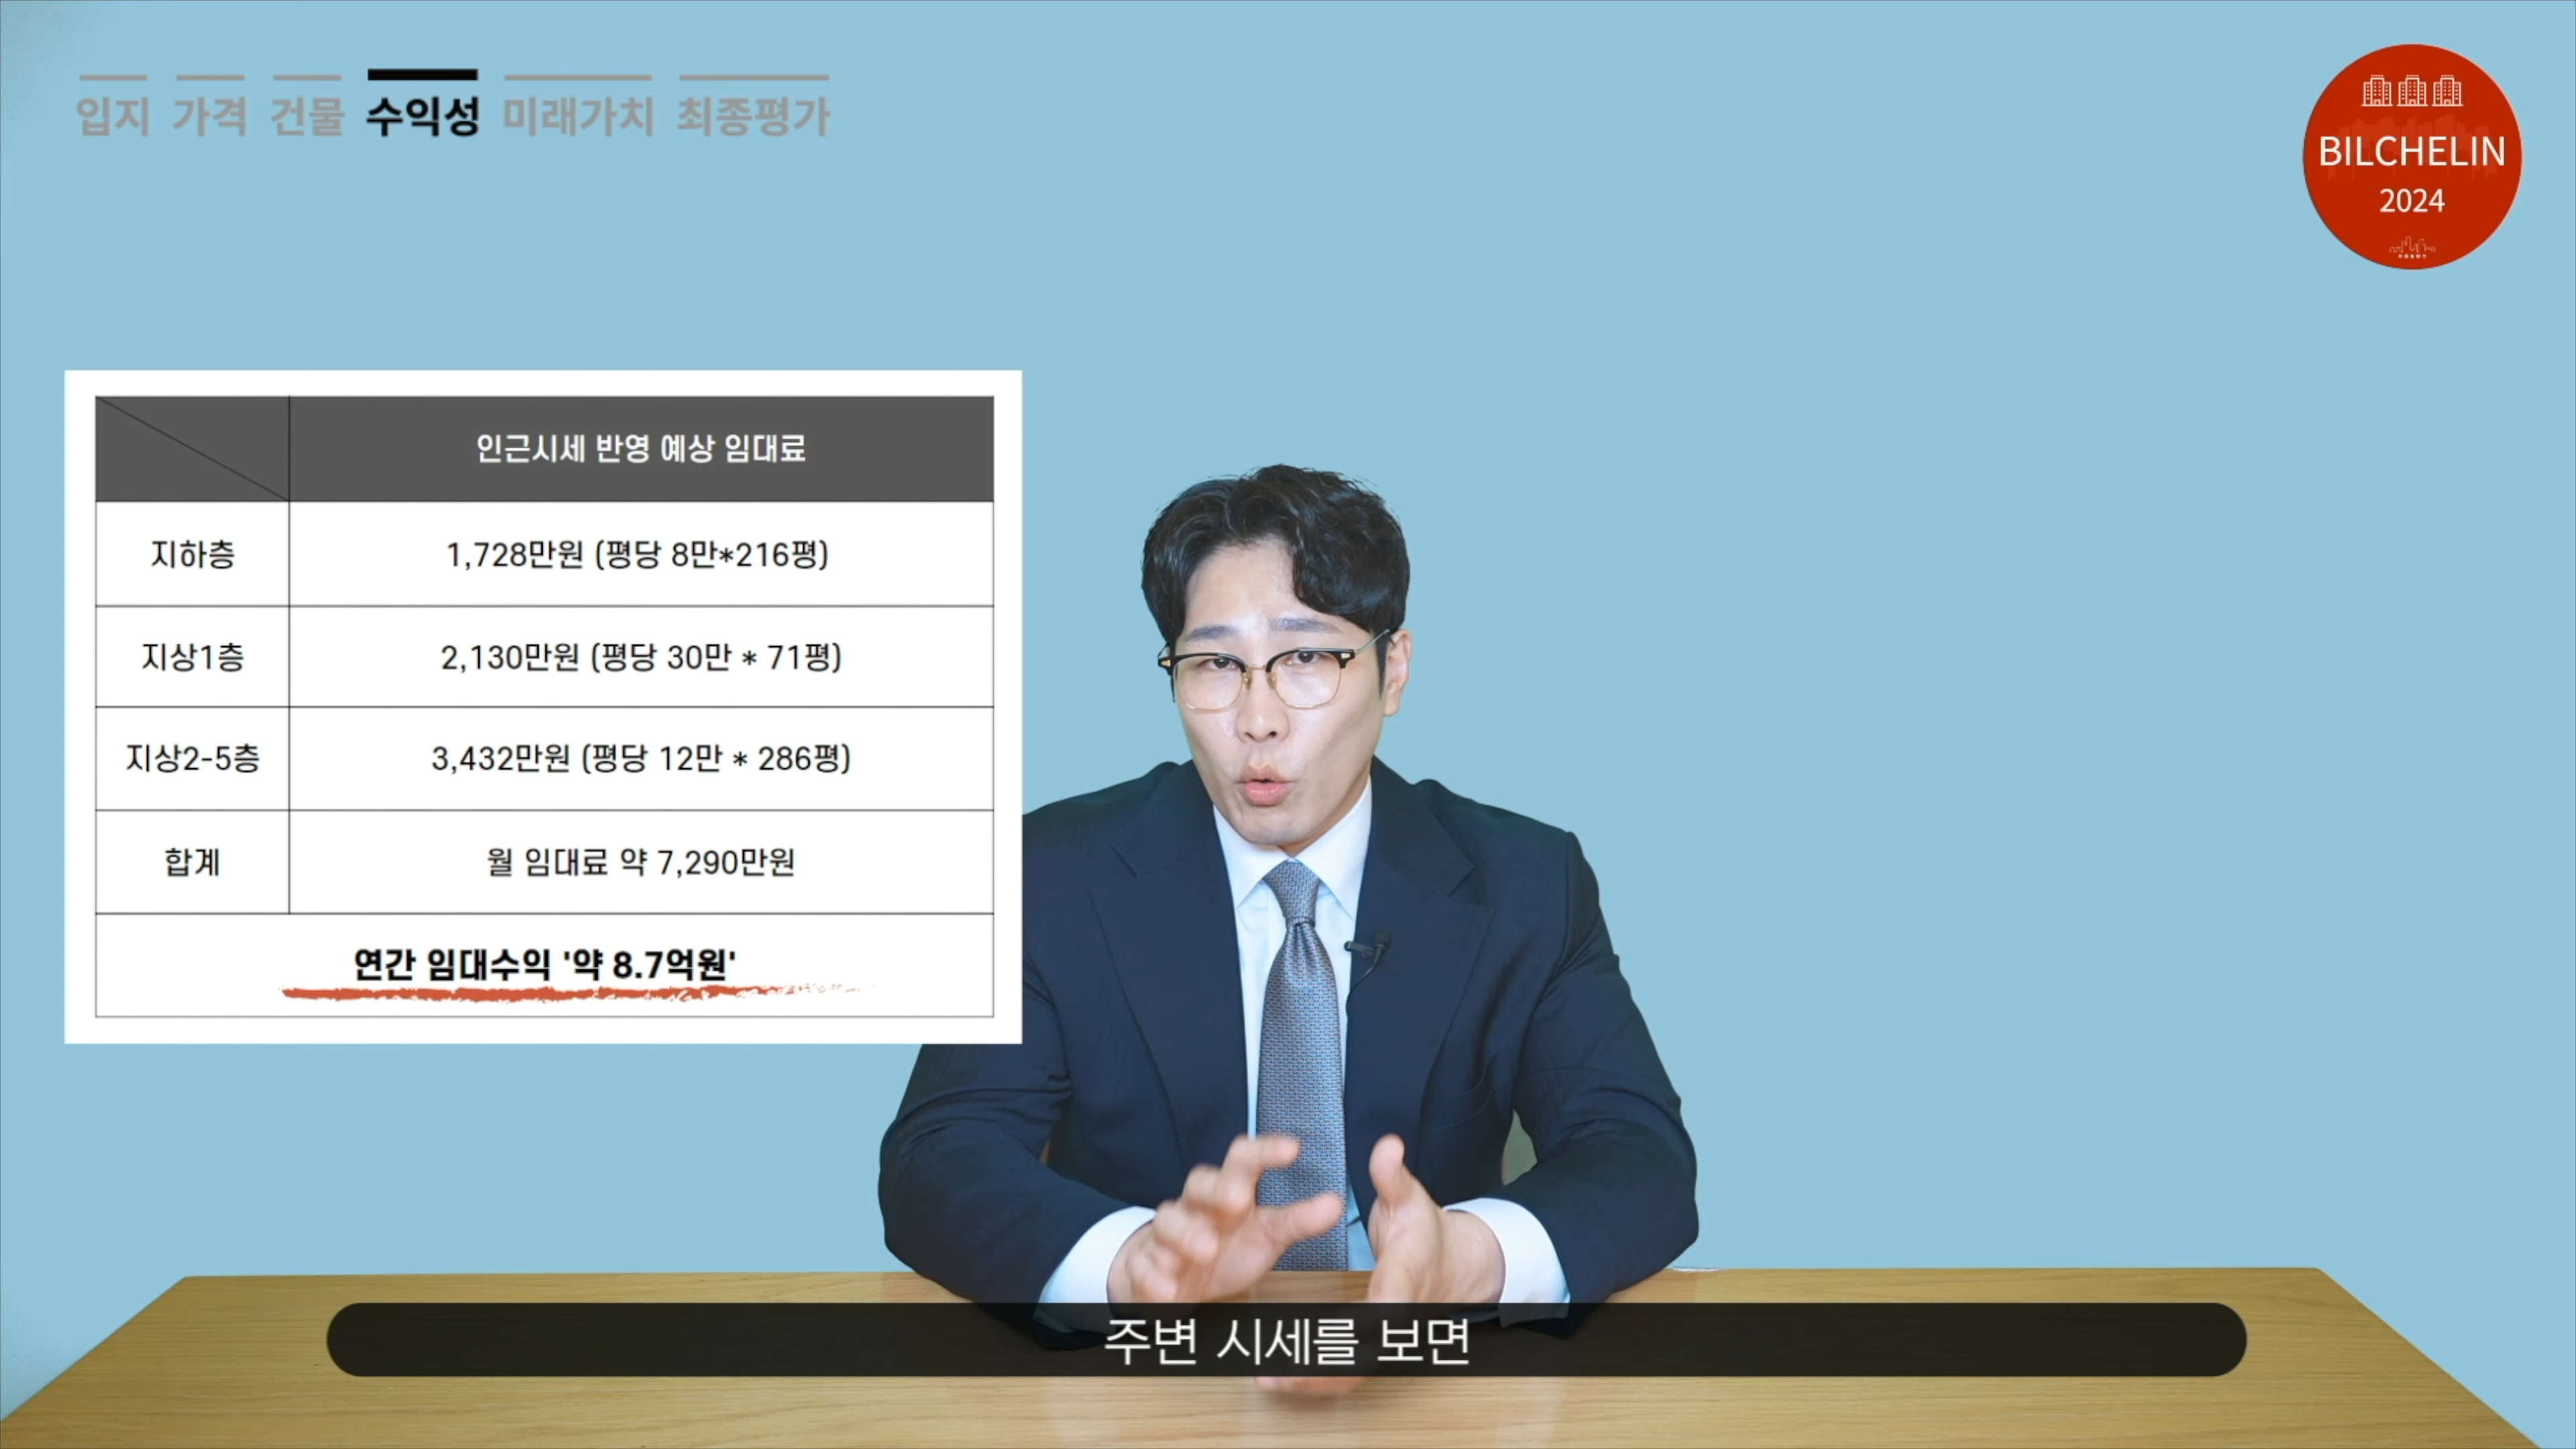 입지 가격 건물 수익성 미래가치 최종평가
BILCHELIN
2024
인근시세 반영 예상 임대료
지하층 1,728만원 (평당 8만*216평)
지상1층 2,130만원 (평당 30만 * 71평)
지상2-5층 3,432만원 (평당 12만 * 286평)
합계 월 임대료 약 7,290만원
연간 임대수익 '약 8.7억원'
주변 시세를 보면